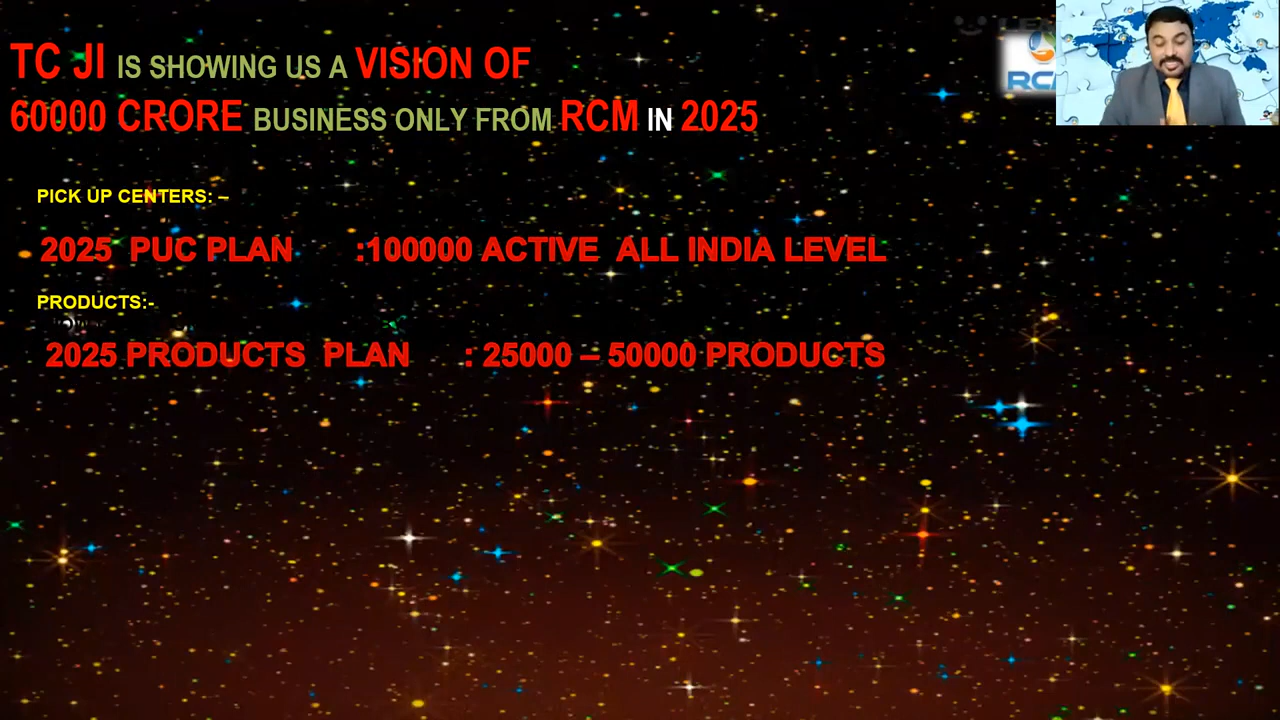 TC JI IS SHOWING US A VISION OF
60000 CRORE BUSINESS ONLY FROM RCM IN 2025
PICK UP CENTERS: –
2025 PUC PLAN :100000 ACTIVE ALL INDIA LEVEL
PRODUCTS:-
2025 PRODUCTS PLAN : 25000 – 50000 PRODUCTS